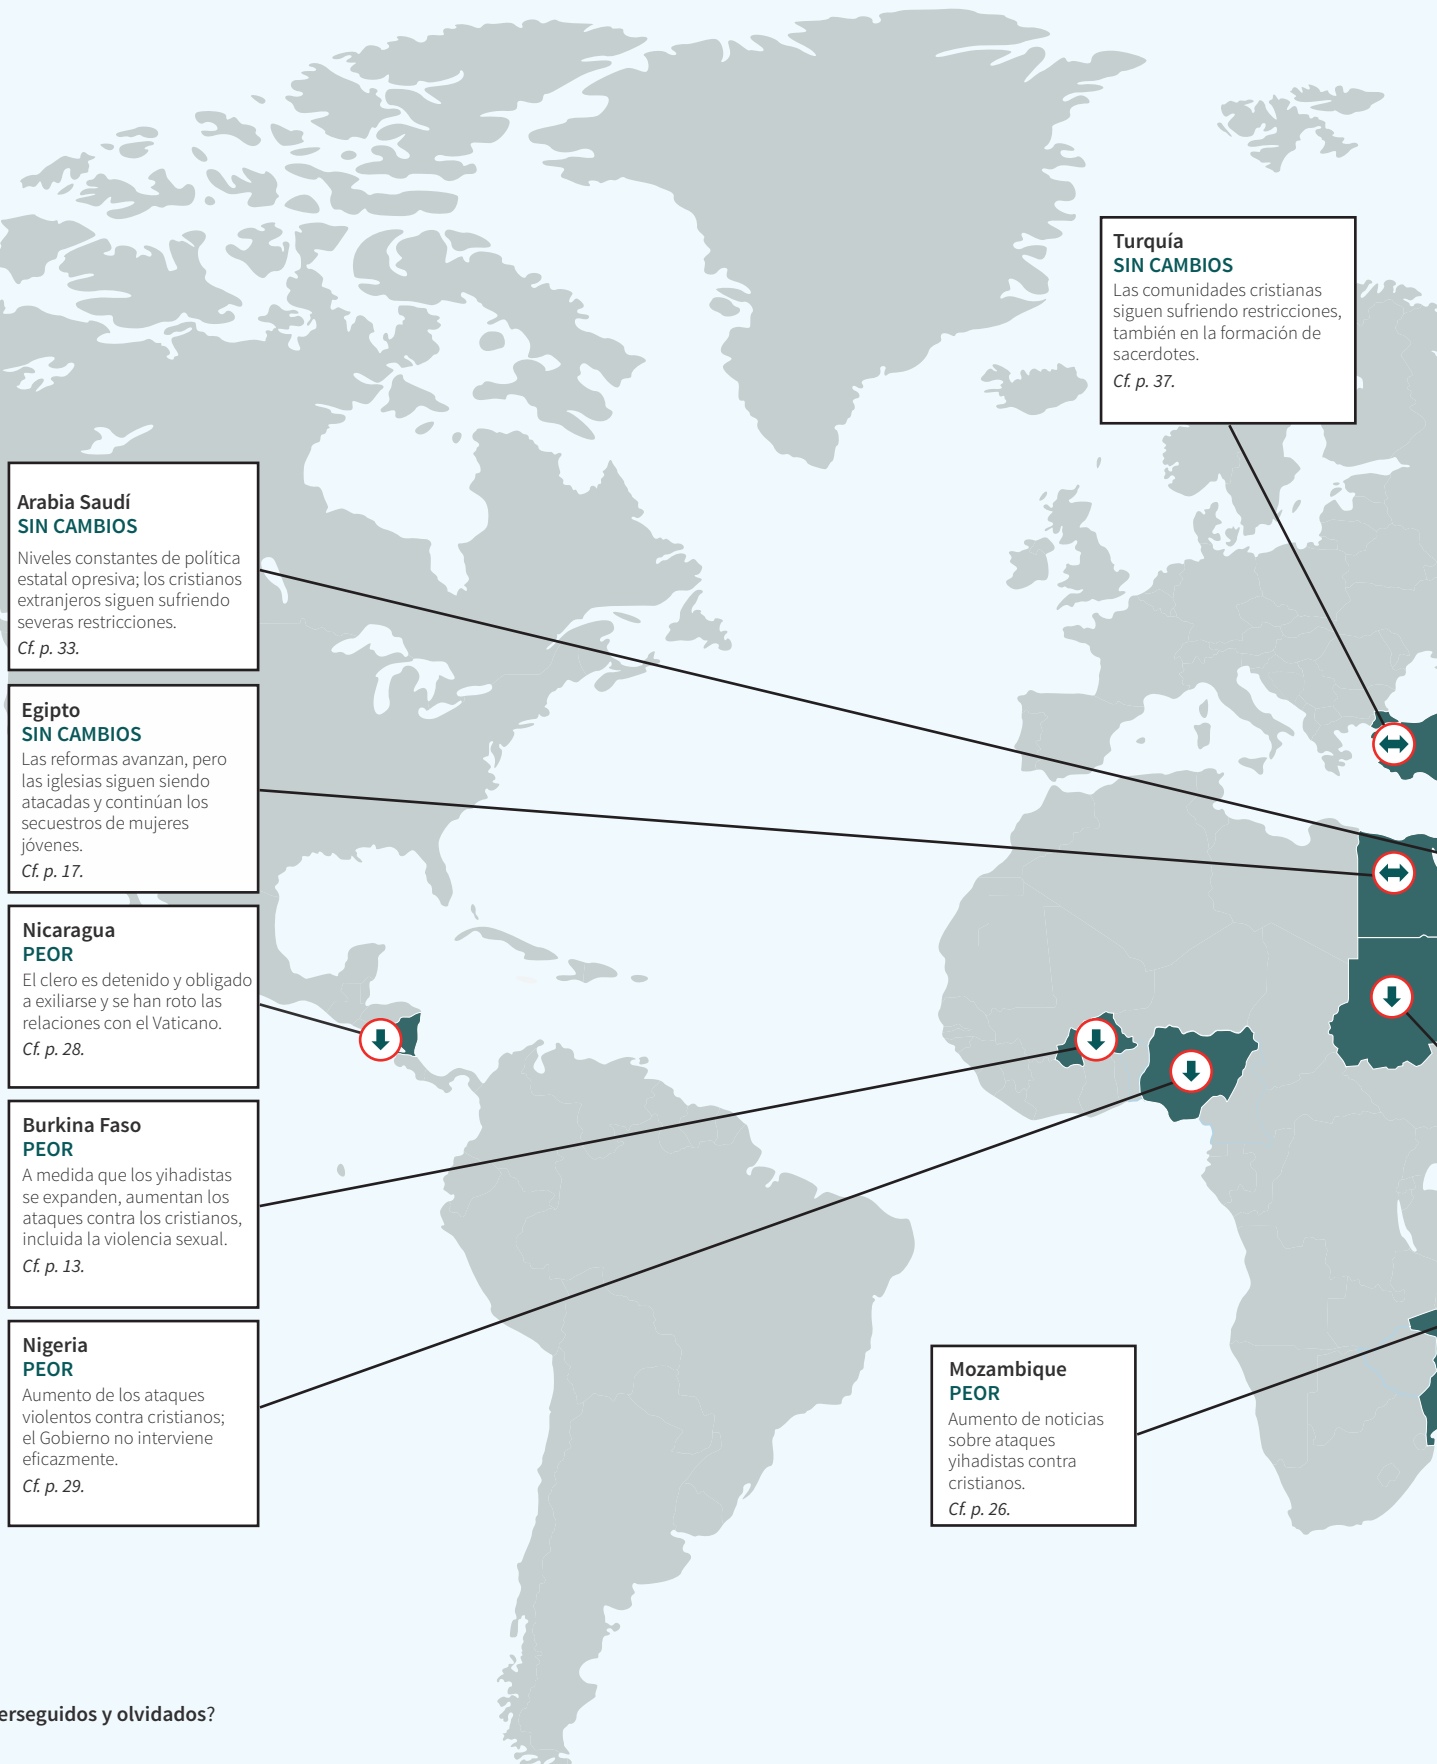 Turquía
SIN CAMBIOS
Las comunidades cristianas
siguen sufriendo restricciones,
también en la formación de
sacerdotes.
Cf. p. 37.
Arabia Saudí
SIN CAMBIOS
Niveles constantes de política
estatal opresiva; los cristianos
extranjeros siguen sufriendo
severas restricciones.
Cf. p. 33.
Egipto
SIN CAMBIOS
Las reformas avanzan, pero
las iglesias siguen siendo
atacadas y continúan los
secuestros de mujeres
jóvenes.
Cf. p. 17.
Nicaragua
PEOR
El clero es detenido y obligado
a exiliarse y se han roto las
relaciones con el Vaticano.
Cf. p. 28.
Burkina Faso
PEOR
A medida que los yihadistas
se expanden, aumentan los
ataques contra los cristianos,
incluida la violencia sexual.
Cf. p. 13.
Nigeria
PEOR
Aumento de los ataques
violentos contra cristianos;
el Gobierno no interviene
eficazmente.
Cf. p. 29.
Mozambique
PEOR
Aumento de noticias
sobre ataques
yihadistas contra
cristianos.
Cf. p. 26.
erseguidos y olvidados?